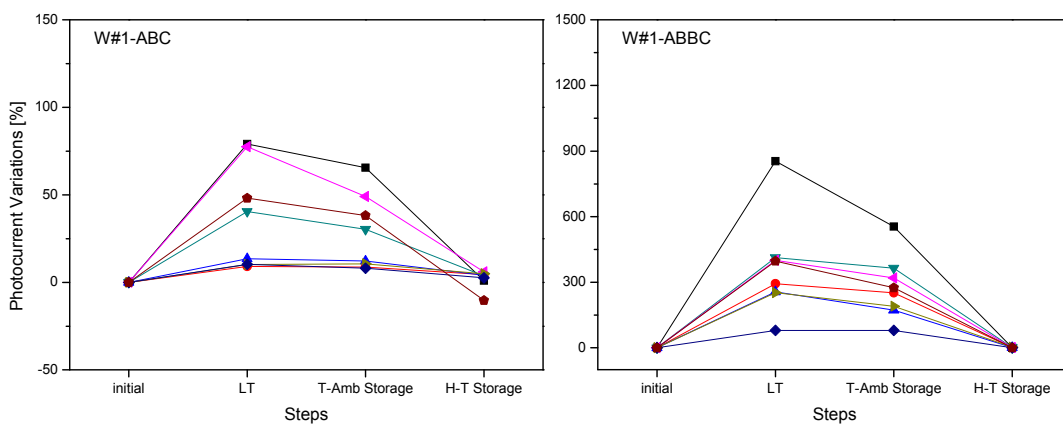 W#1-ABC
Photocurrent Variations [%]
150
100
50
0
-50
initial
LT
T-Amb Storage
H-T Storage
Steps
W#1-ABBC
1500
1200
900
600
300
0
initial
LT
T-Amb Storage
H-T Storage
Steps